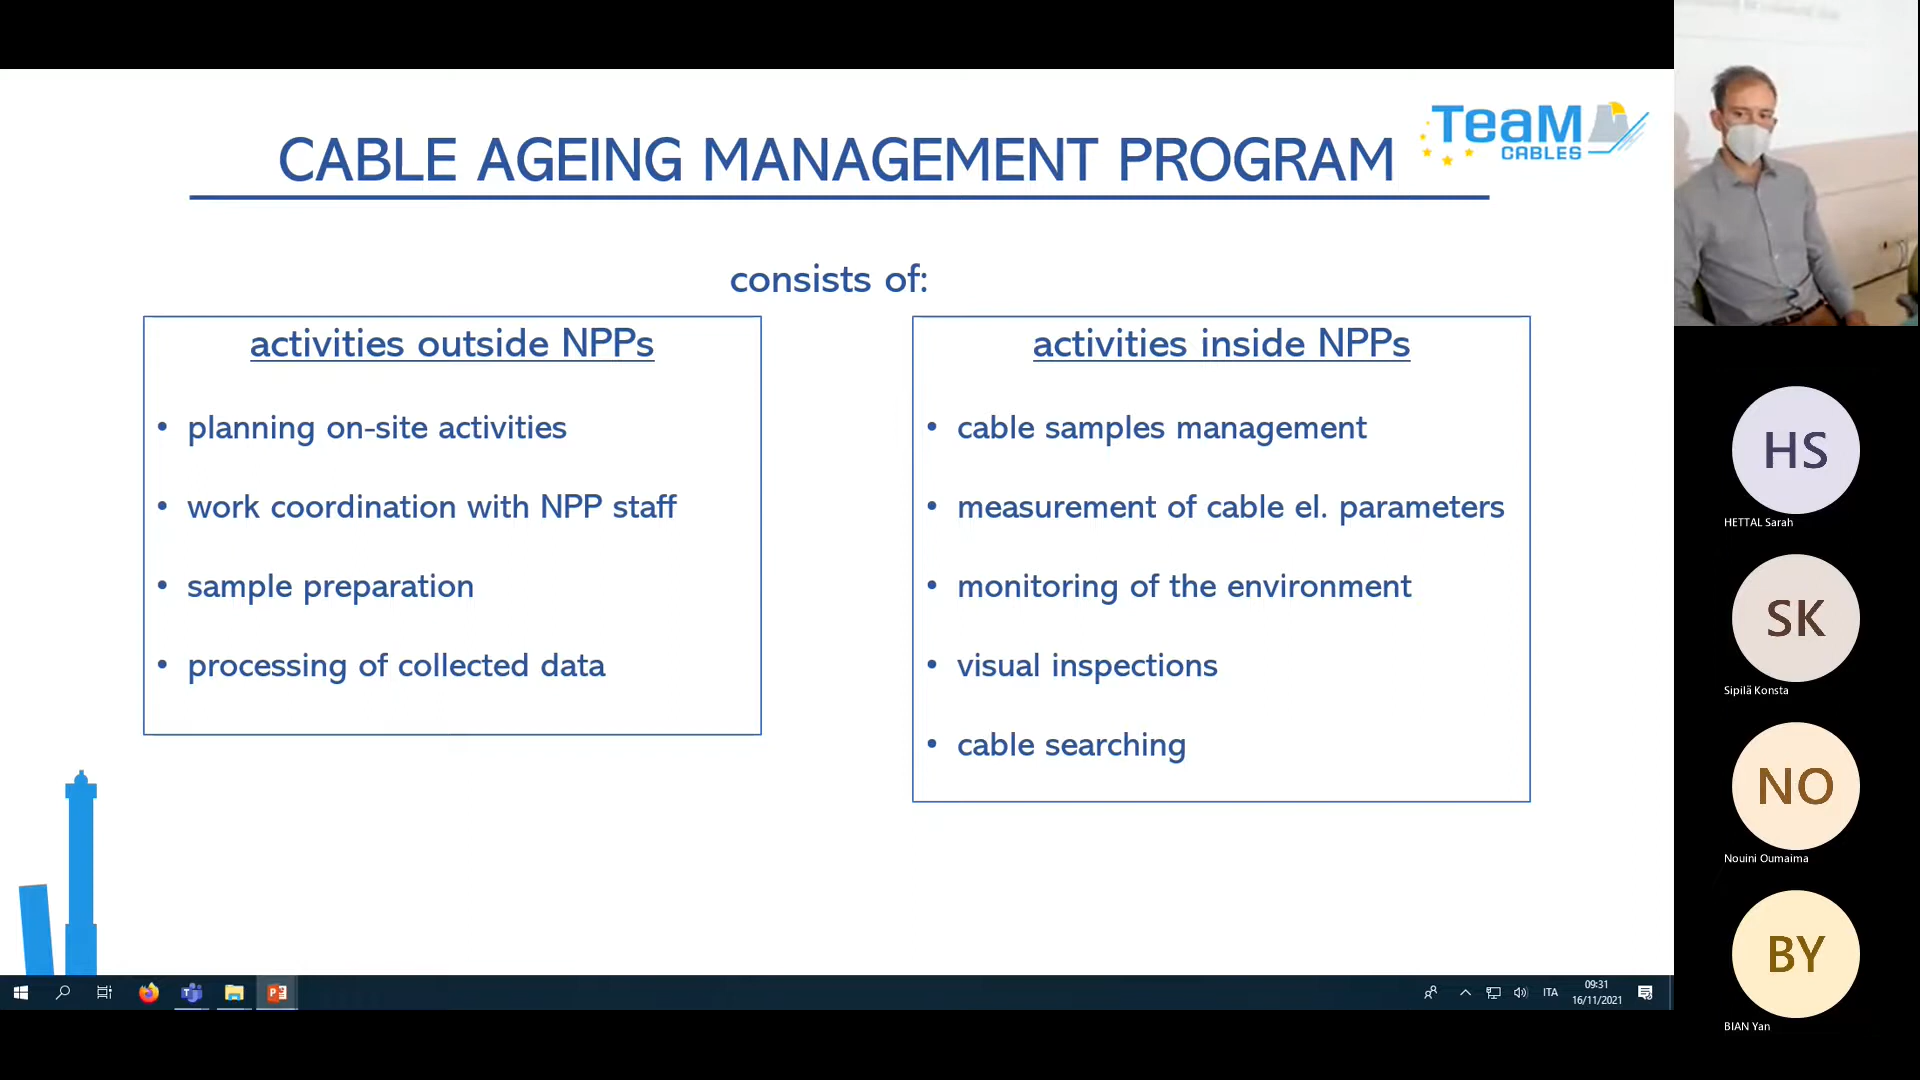 CABLE AGEING MANAGEMENT PROGRAM
TeaM
CABLES
consists of:
activities outside NPPs
• planning on-site activities
• work coordination with NPP staff
• sample preparation
• processing of collected data
activities inside NPPs
• cable samples management
• measurement of cable el. parameters
• monitoring of the environment
• visual inspections
• cable searching
HS
HETTAL Sarah
SK
Sipilä Konsta
NO
Nouini Oumaima
BY
BIAN Yan
ITA
09:31
16/11/2021